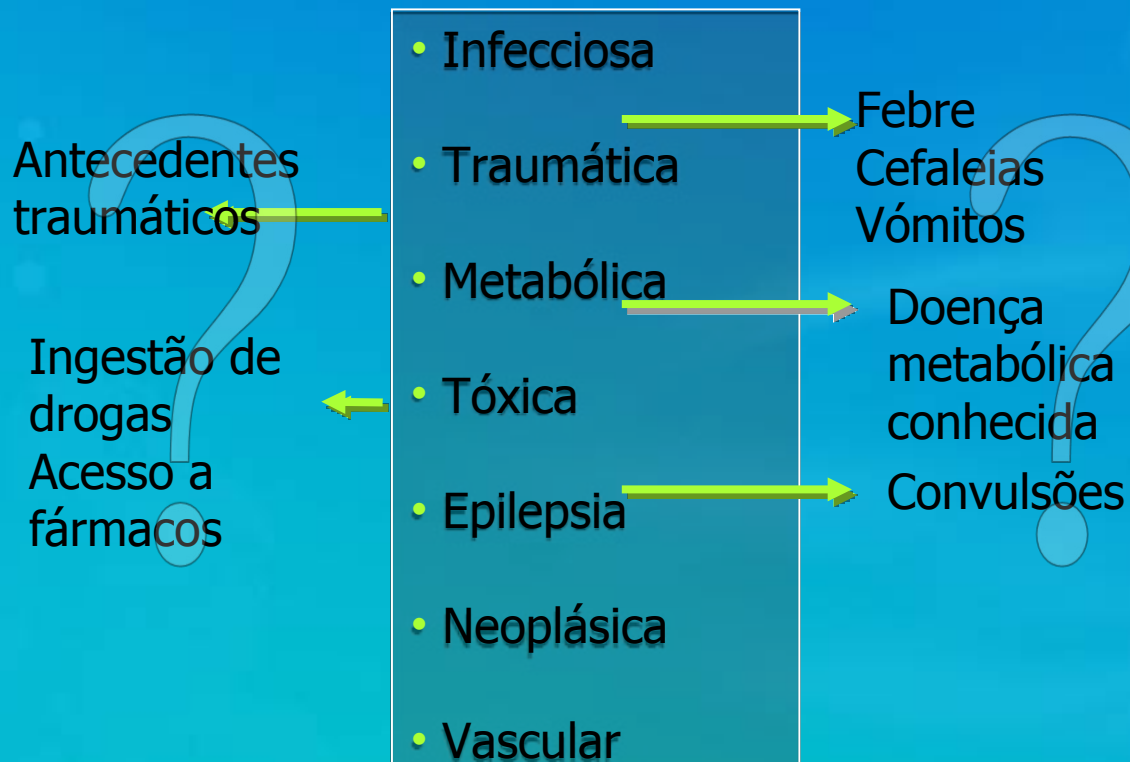 Antecedentes
traumáticos
Ingestão de
drogas
Acesso a
fármacos
• Infecciosa
• Traumática
• Metabólica
• Tóxica
• Epilepsia
• Neoplásica
• Vascular
Febre
Cefaleias
Vómitos
Doença
metabólica
conhecida
Convulsões
?
?